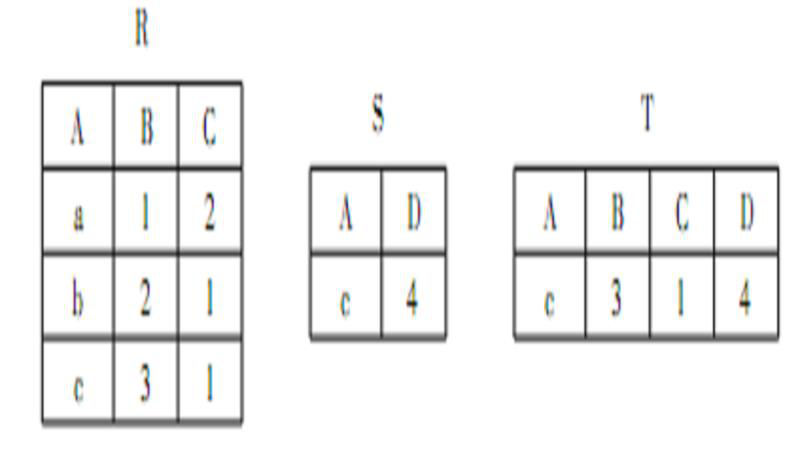 R
A B C
a 1 2
b 2 1
c 3 1
S
A D
c 4
T
A B C D
c 3 1 4